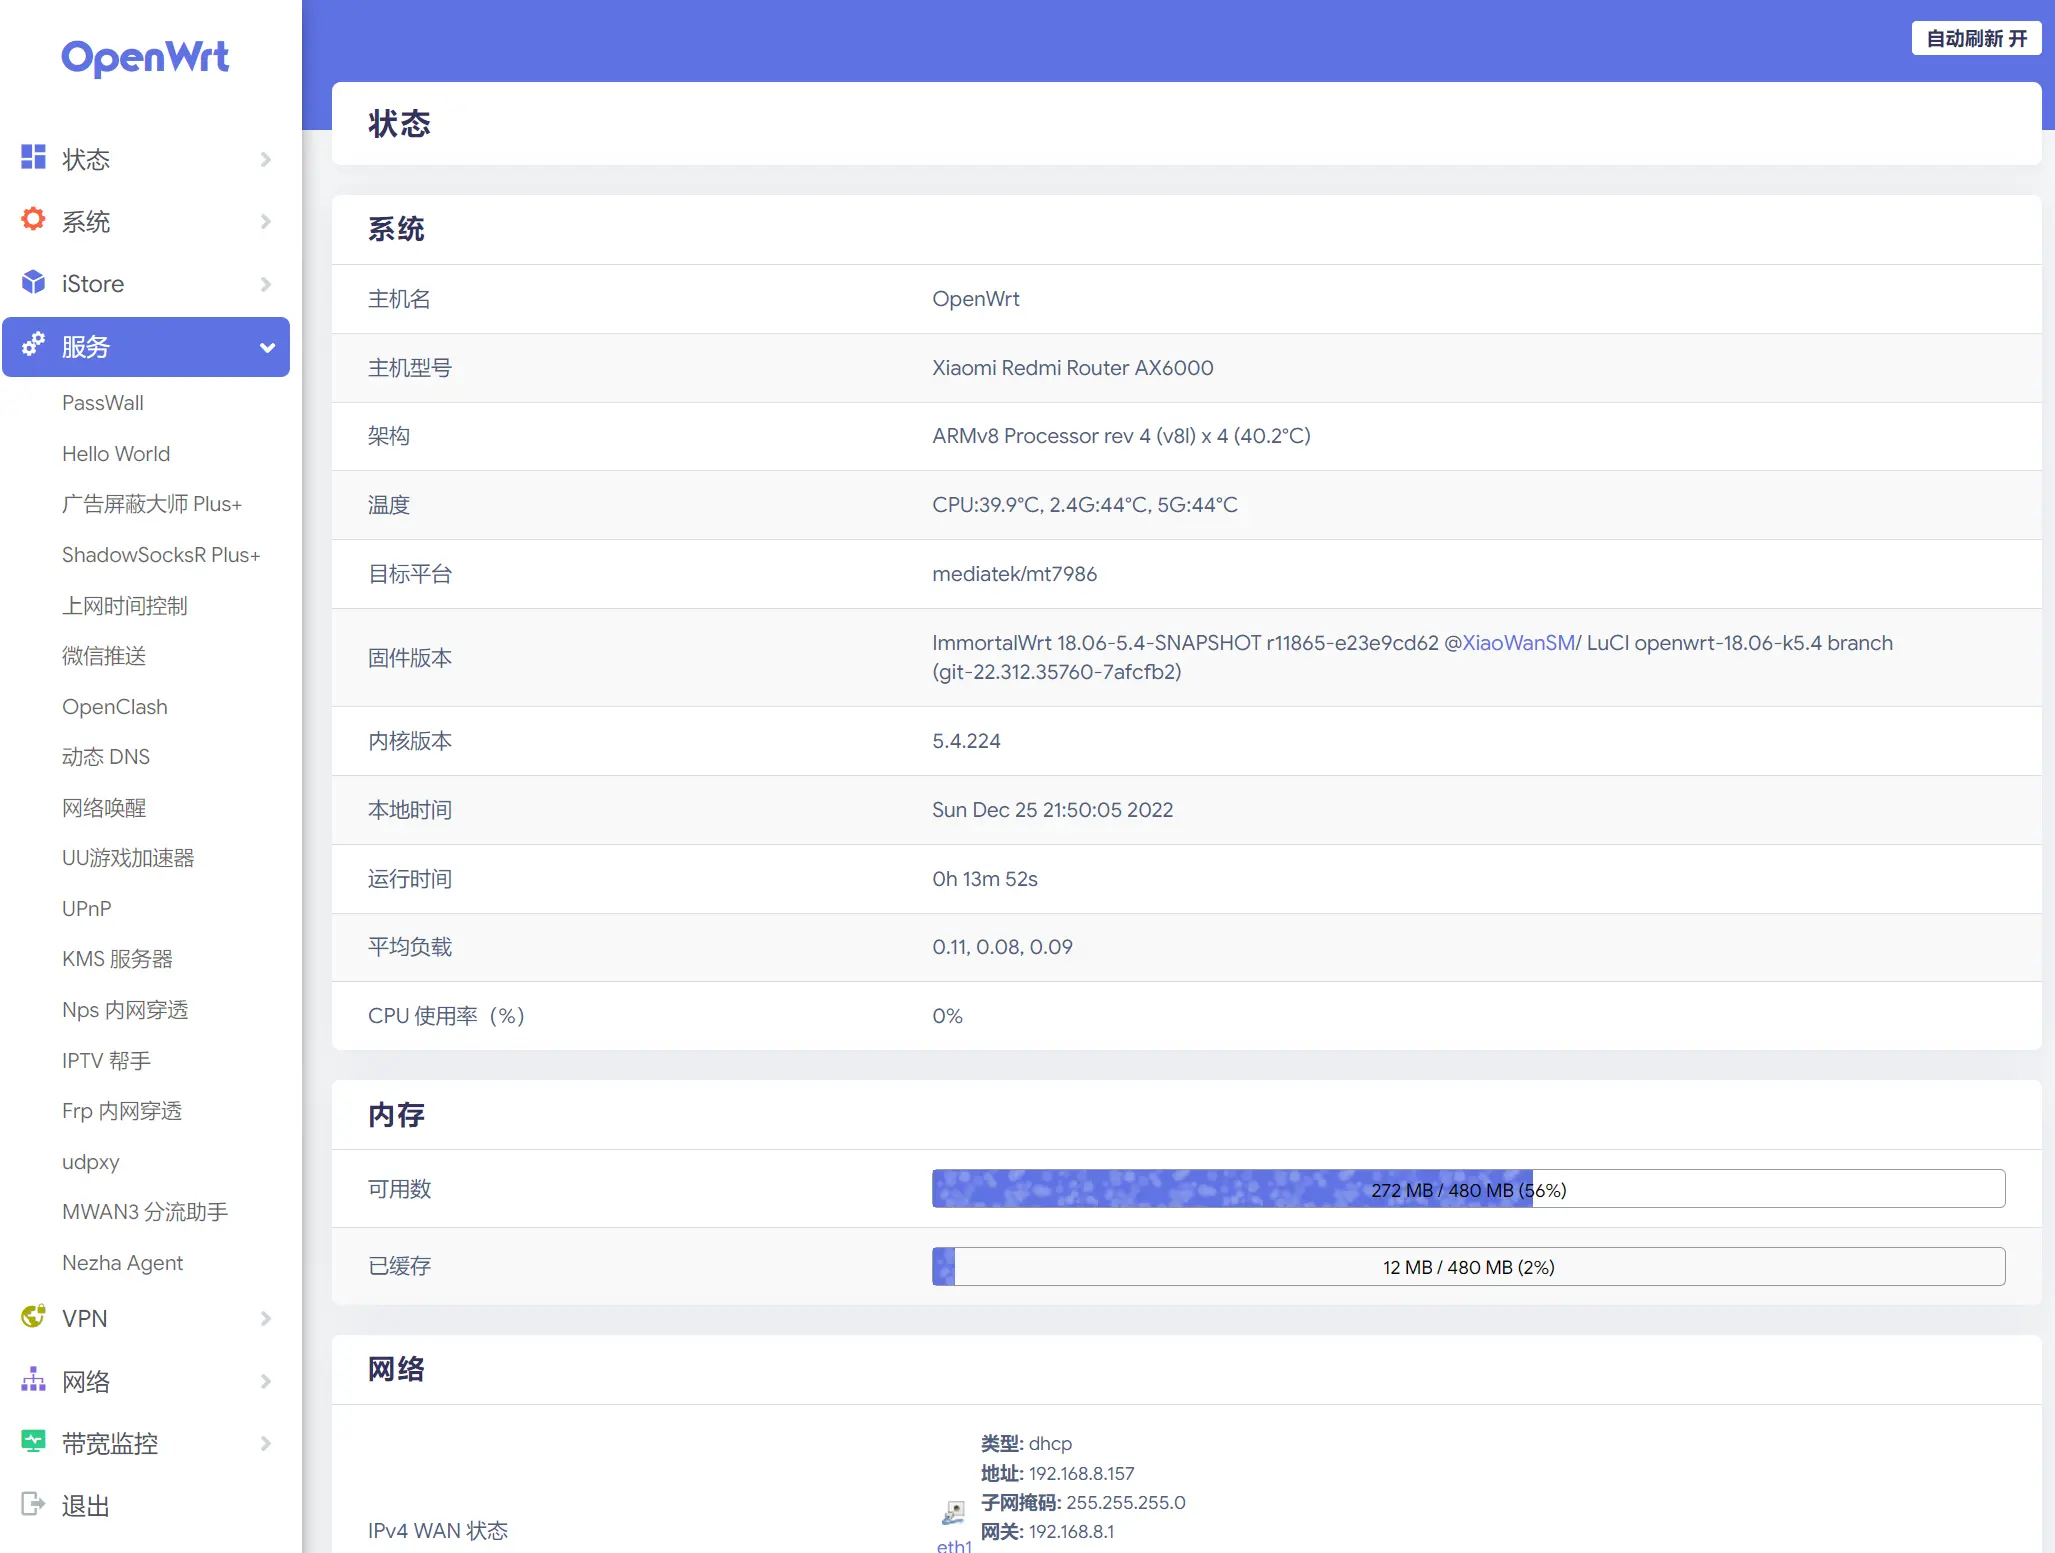 OpenWrt
自动刷新 开
状态
系统
iStore
服务
PassWall
Hello World
广告屏蔽大师 Plus+
ShadowSocksR Plus+
上网时间控制
微信推送
OpenClash
动态 DNS
网络唤醒
UU游戏加速器
UPnP
KMS 服务器
Nps 内网穿透
IPTV 帮手
Frp 内网穿透
udpxy
MWAN3 分流助手
Nezha Agent
VPN
网络
带宽监控
退出
状态
系统
主机名 OpenWrt
主机型号 Xiaomi Redmi Router AX6000
架构 ARMv8 Processor rev 4 (v8l) x 4 (40.2°C)
温度 CPU:39.9°C, 2.4G:44°C, 5G:44°C
目标平台 mediatek/mt7986
固件版本 ImmortalWrt 18.06-5.4-SNAPSHOT r11865-e23e9cd62 @XiaoWanSM/ LuCI openwrt-18.06-k5.4 branch
(git-22.312.35760-7afcfb2)
内核版本 5.4.224
本地时间 Sun Dec 25 21:50:05 2022
运行时间 0h 13m 52s
平均负载 0.11, 0.08, 0.09
CPU 使用率（%） 0%
内存
可用数 272 MB / 480 MB (56%)
已缓存 12 MB / 480 MB (2%)
网络
类型: dhcp
地址: 192.168.8.157
子网掩码: 255.255.255.0
网关: 192.168.8.1
IPv4 WAN 状态
eth1